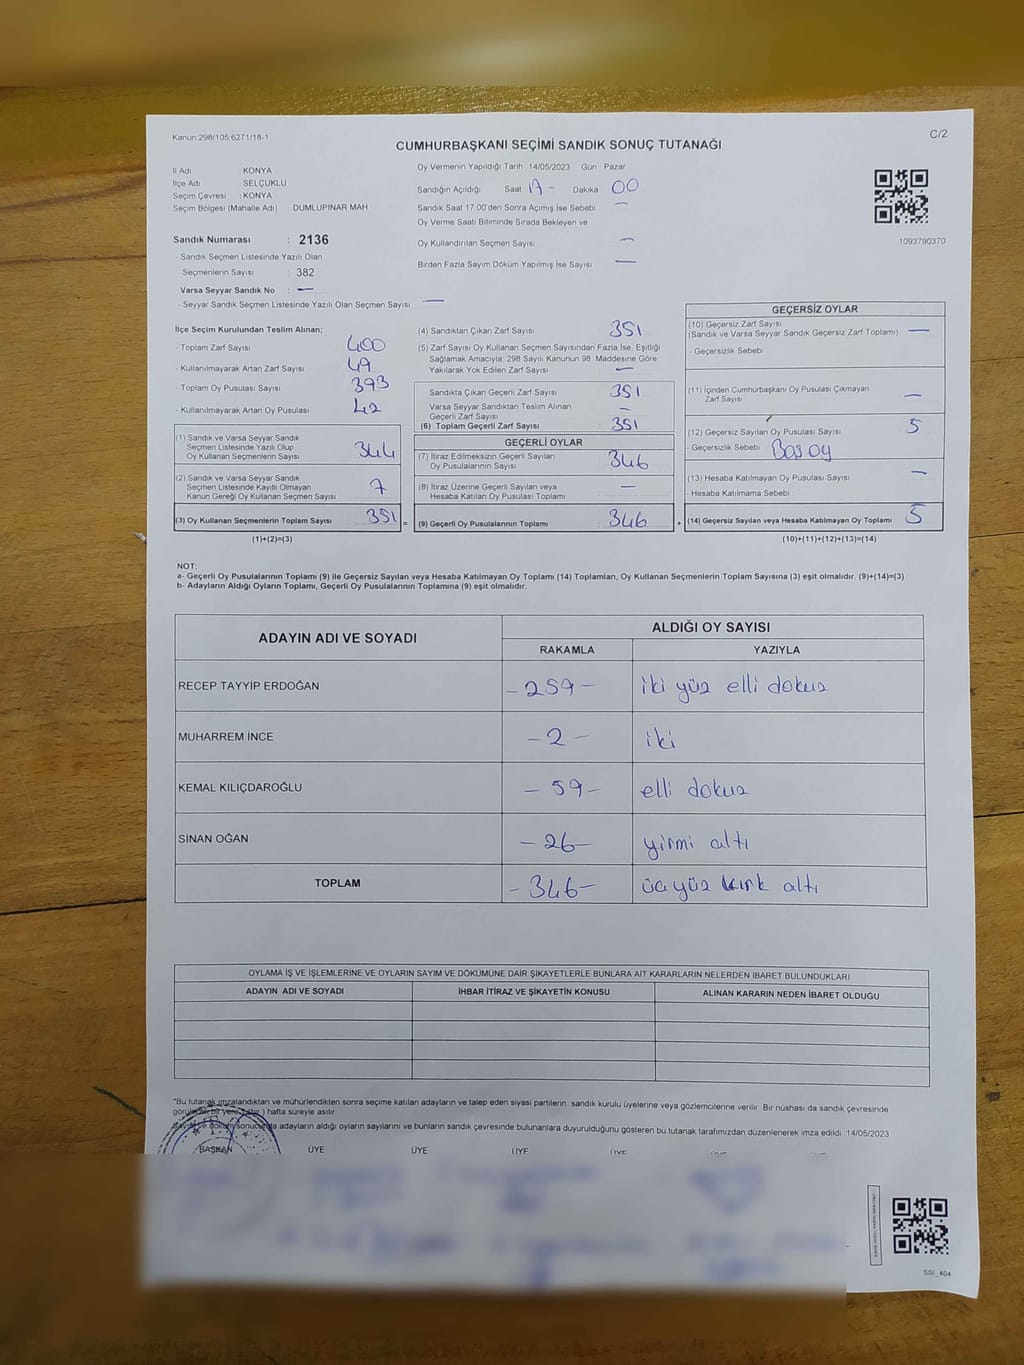 Kanun:298/105 6271/18-1
C/2
CUMHURBAŞKANI SEÇİMİ SANDIK SONUÇ TUTANAĞI
İl Adı KONYA
İlçe Adı SELÇUKLU
Seçim Çevresi : KONYA
Seçim Bölgesi (Mahalle Adı) DUMLUPINAR MAH
Sandık Numarası : 2136
- Sandık Seçmen Listesinde Yazılı Olan
Seçmenlerin Sayısı : 382
Varsa Seyyar Sandık No : —
- Seyyar Sandık Seçmen Listesinde Yazılı Olan Seçmen Sayısı —
Oy Vermenin Yapıldığı Tarih 14/05/2023 Gün Pazar
Sandığın Açıldığı Saat 17 - Dakika 00
Sandık Saat 17:00'den Sonra Açımış İse Sebebi —
Oy Verme Saati Bitiminde Sırada Bekleyen ve
Oy Kullandırılan Seçmen Sayısı —
Birden Fazla Sayım Döküm Yapılmış İse Sayısı —
1093790370
İlçe Seçim Kurulundan Teslim Alınan;
- Toplam Zarf Sayısı 400
- Kullanılmayarak Artan Zarf Sayısı 49
- Toplam Oy Pusulası Sayısı 393
- Kullanılmayarak Artan Oy Pusulası 42
(1) Sandık ve Varsa Seyyar Sandık
Seçmen Listesinde Yazılı Olup
Oy Kullanan Seçmenlerin Sayısı 344
(2) Sandık ve Varsa Seyyar Sandık
Seçmen Listesinde Kayıtlı Olmayan
Kanun Gereği Oy Kullanan Seçmen Sayısı 7
(3) Oy Kullanan Seçmenlerin Toplam Sayısı 351 =
(1)+(2)=(3)
(4) Sandıktan Çıkan Zarf Sayısı 351
(5) Zarf Sayısı Oy Kullanan Seçmen Sayısından Fazla İse, Eşitliği
Sağlamak Amacıyla; 298 Sayılı Kanunun 98. Maddesine Göre
Yakılarak Yok Edilen Zarf Sayısı —
Sandıkta Çıkan Geçerli Zarf Sayısı 351
Varsa Seyyar Sandıktan Teslim Alınan
Geçerli Zarf Sayısı —
(6) Toplam Geçerli Zarf Sayısı 351
GEÇERLİ OYLAR
(7) İtiraz Edilmeksizin Geçerli Sayılan
Oy Pusulalarının Sayısı 346
(8) İtiraz Üzerine Geçerli Sayılan veya
Hesaba Katılan Oy Pusulası Toplamı —
(9) Geçerli Oy Pusulalarının Toplamı 346 +
GEÇERSİZ OYLAR
(10) Geçersiz Zarf Sayısı
(Sandık ve Varsa Seyyar Sandık Geçersiz Zarf Toplamı) —
- Geçersizlik Sebebi
(11) İçinden Cumhurbaşkanı Oy Pusulası Çıkmayan
Zarf Sayısı —
(12) Geçersiz Sayılan Oy Pusulası Sayısı 5
- Geçersizlik Sebebi Boş oy
(13) Hesaba Katılmayan Oy Pusulası Sayısı —
- Hesaba Katılmama Sebebi
(14) Geçersiz Sayılan veya Hesaba Katılmayan Oy Toplamı 5
(10)+(11)+(12)+(13)=(14)
NOT:
a- Geçerli Oy Pusulalarının Toplamı (9) ile Geçersiz Sayılan veya Hesaba Katılmayan Oy Toplamı (14) Toplamları, Oy Kullanan Seçmenlerin Toplam Sayısına (3) eşit olmalıdır. (9)+(14)=(3)
b- Adayların Aldığı Oyların Toplamı, Geçerli Oy Pusulalarının Toplamına (9) eşit olmalıdır.
ADAYIN ADI VE SOYADI ALDIĞI OY SAYISI
RAKAMLA YAZIYLA
RECEP TAYYİP ERDOĞAN -259- iki yüz elli dokuz
MUHARREM İNCE -2- iki
KEMAL KILIÇDAROĞLU -59- elli dokuz
SİNAN OĞAN -26- yirmi altı
TOPLAM -346- üçyüz kırk altı
OYLAMA İŞ VE İŞLEMLERİNE VE OYLARIN SAYIM VE DÖKÜMÜNE DAİR ŞİKAYETLERLE BUNLARA AİT KARARLARIN NELERDEN İBARET BULUNDUKLARI
ADAYIN ADI VE SOYADI İHBAR İTİRAZ VE ŞİKAYETİN KONUSU ALINAN KARARIN NEDEN İBARET OLDUĞU
*Bu tutanak imzalandıktan ve mühürlendikten sonra seçime katılan adayların ve talep eden siyasi partilerin sandık kurulu üyelerine veya gözlemcilerine verilir. Bir nüshası da sandık çevresinde
görülebilir bir yere 1 (bir) hafta süreyle asılır.
Sayım ve döküm sonucunda adayların aldığı oyların sayılarını ve bunların sandık çevresinde bulunanlara duyurulduğunu gösteren bu tutanak tarafımızdan düzenlenerek imza edildi. 14/05/2023
BAŞKAN ÜYE ÜYE ÜYE ÜYE
SSI_404